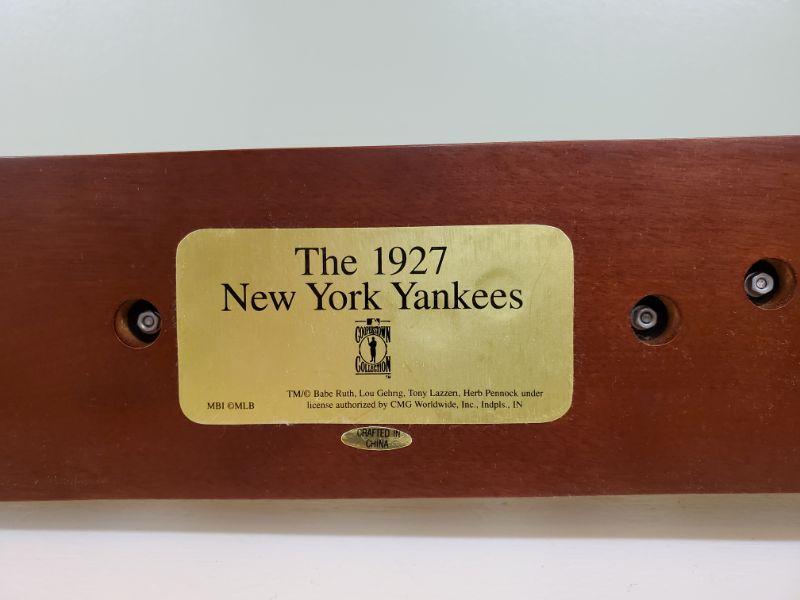 The 1927
New York Yankees
COOPERSTOWN
COLLECTION
TM
TM/© Babe Ruth, Lou Gehrig, Tony Lazzeri, Herb Pennock under
MBI ©MLB license authorized by CMG Worldwide, Inc., Indpls., IN
CRAFTED IN
CHINA